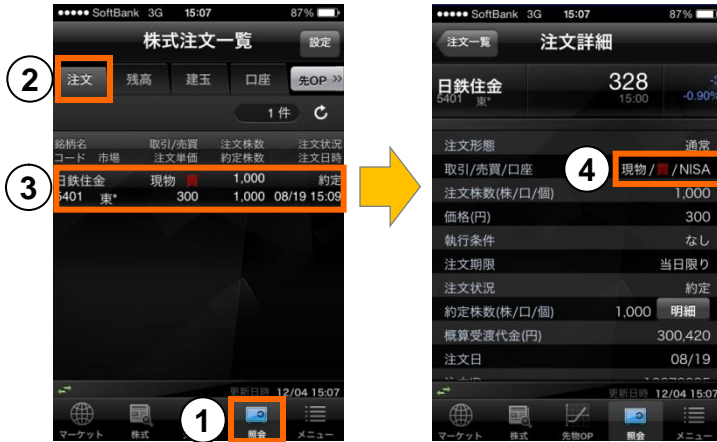 ●●●●● SoftBank 3G 15:07 87%
株式注文一覧 設定
② 注文 残高 建玉 口座 先OP »
1件
銘柄名 取引/売買 注文株数 注文状況
コード 市場 注文単価 約定株数 注文日時
③ 日鉄住金 現物 買 1,000 約定
5401 東* 300 1,000 08/19 15:09
更新日時 12/04 15:07
①
マーケット 株式 照会 メニュー
●●●●● SoftBank 3G 15:07 87%
注文一覧 注文詳細
日鉄住金 328
5401 東* 15:00 -0.90%
注文形態 通常
取引/売買/口座 ④ 現物/買/NISA
注文株数(株/口/個) 1,000
価格(円) 300
執行条件 なし
注文期限 当日限り
注文状況 約定
約定株数(株/口/個) 1,000 明細
概算受渡代金(円) 300,420
注文日 08/19
更新日時 12/04 15:07
マーケット 株式 先物OP 照会 メニュー